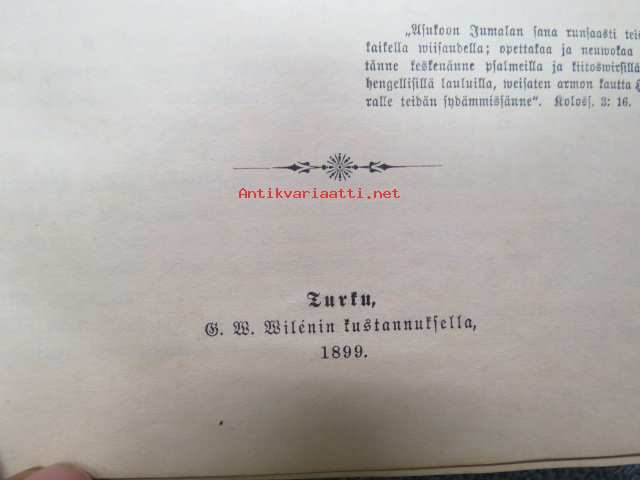 „Asukoon Jumalan sana runsaasti
kaikella wiisaudella; opettakaa ja neuwokaa
tänne keskenänne psalmeilla ja kiitoswirsillä
hengellisillä lauluilla, weisaten armon kautta
ralle teidän sydämmissänne“. Koloss. 3: 16.
Antikvariaatti.net
Turku,
G. W. Wilénin kustannuksella,
1899.